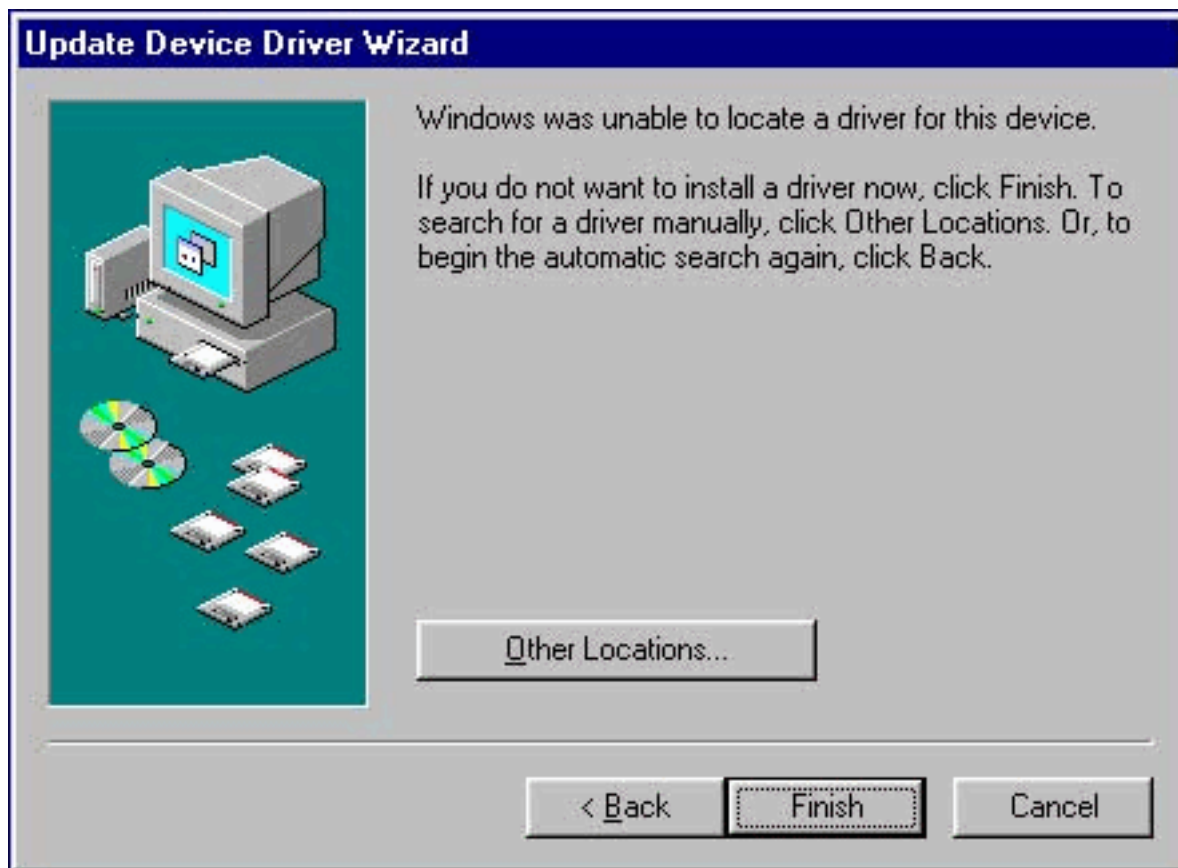 Update Device Driver Wizard
Windows was unable to locate a driver for this device.
If you do not want to install a driver now, click Finish. To
search for a driver manually, click Other Locations. Or, to
begin the automatic search again, click Back.
Other Locations...
< Back
Finish
Cancel